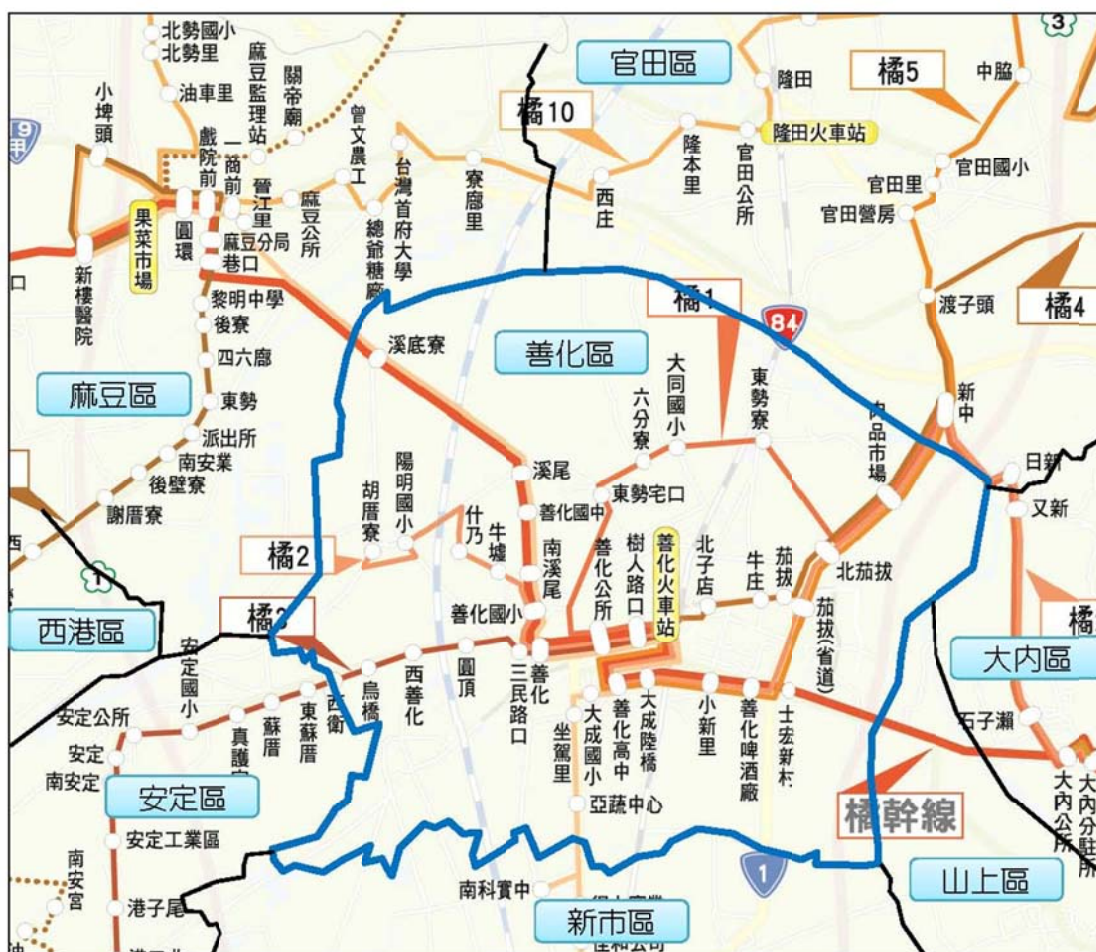 北勢國小
北勢里
油車里
麻豆監理站
關帝廟
曾文農工
台灣首府大學
寮廍里
總爺糖廠
麻豆公所
晉江里
一商前
戲院前
小埤頭
19
甲
果菜市場
圓環
麻豆分局
巷口
新樓醫院
口
黎明中學
後寮
四六廍
東勢
派出所
南安業
後壁寮
謝厝寮
西
麻豆區
官田區
橘10
橘5
中脇
3
隆田
隆田火車站
隆本里
官田公所
西庄
官田國小
官田里
官田營房
渡子頭
橘4
橘1
84
善化區
溪底寮
大同國小
六分寮
東勢寮
東勢宅口
肉品市場
新中
日新
又新
溪尾
善化國中
陽明國小
胡厝寮
什乃
牛墟
南溪尾
善化國小
善化公所
樹人路口
善化火車站
北子店
牛庄
茄拔
北茄拔
茄拔(省道)
橘2
橘3
1
西港區
大內區
石子瀨
大內公所
大內分駐所
橘幹線
安定國小
安定公所
安定
南安定
蘇厝
東蘇厝
西衛
烏橋
西善化
圓頂
三民路口
善化
坐駕里
大成國小
善化高中
大成陸橋
小新里
善化啤酒廠
士宏新村
亞蔬中心
安定區
安定工業區
南安宮
港子尾
南科實中
新市區
1
山上區